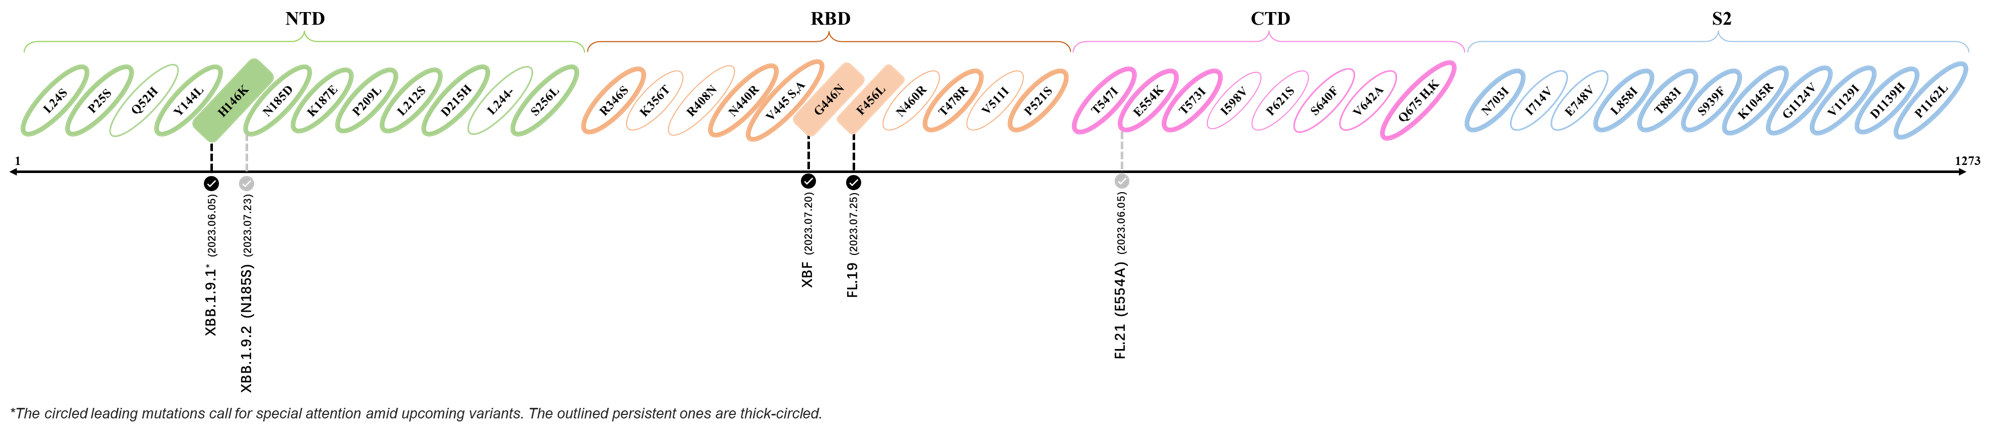 NTD
RBD
CTD
S2
L24S
P25S
Q52H
Y144L
H146K
N185D
K187E
P209L
L212S
D215H
L244-
S256L
R346S
K356T
R408N
N440R
V445 S,A
G446N
F456L
N460R
T478R
V511I
P521S
T547I
E554K
T573I
I598V
P621S
S640F
V642A
Q675 H,K
N703I
I714V
E748V
L858I
T883I
S939F
K1045R
G1124V
V1129I
D1139H
P1162L
1
1273
XBB.1.9.1* (2023.06.05)
XBB.1.9.2 (N185S) (2023.07.23)
XBF (2023.07.20)
FL.19 (2023.07.25)
FL.21 (E554A) (2023.06.05)
*The circled leading mutations call for special attention amid upcoming variants. The outlined persistent ones are thick-circled.